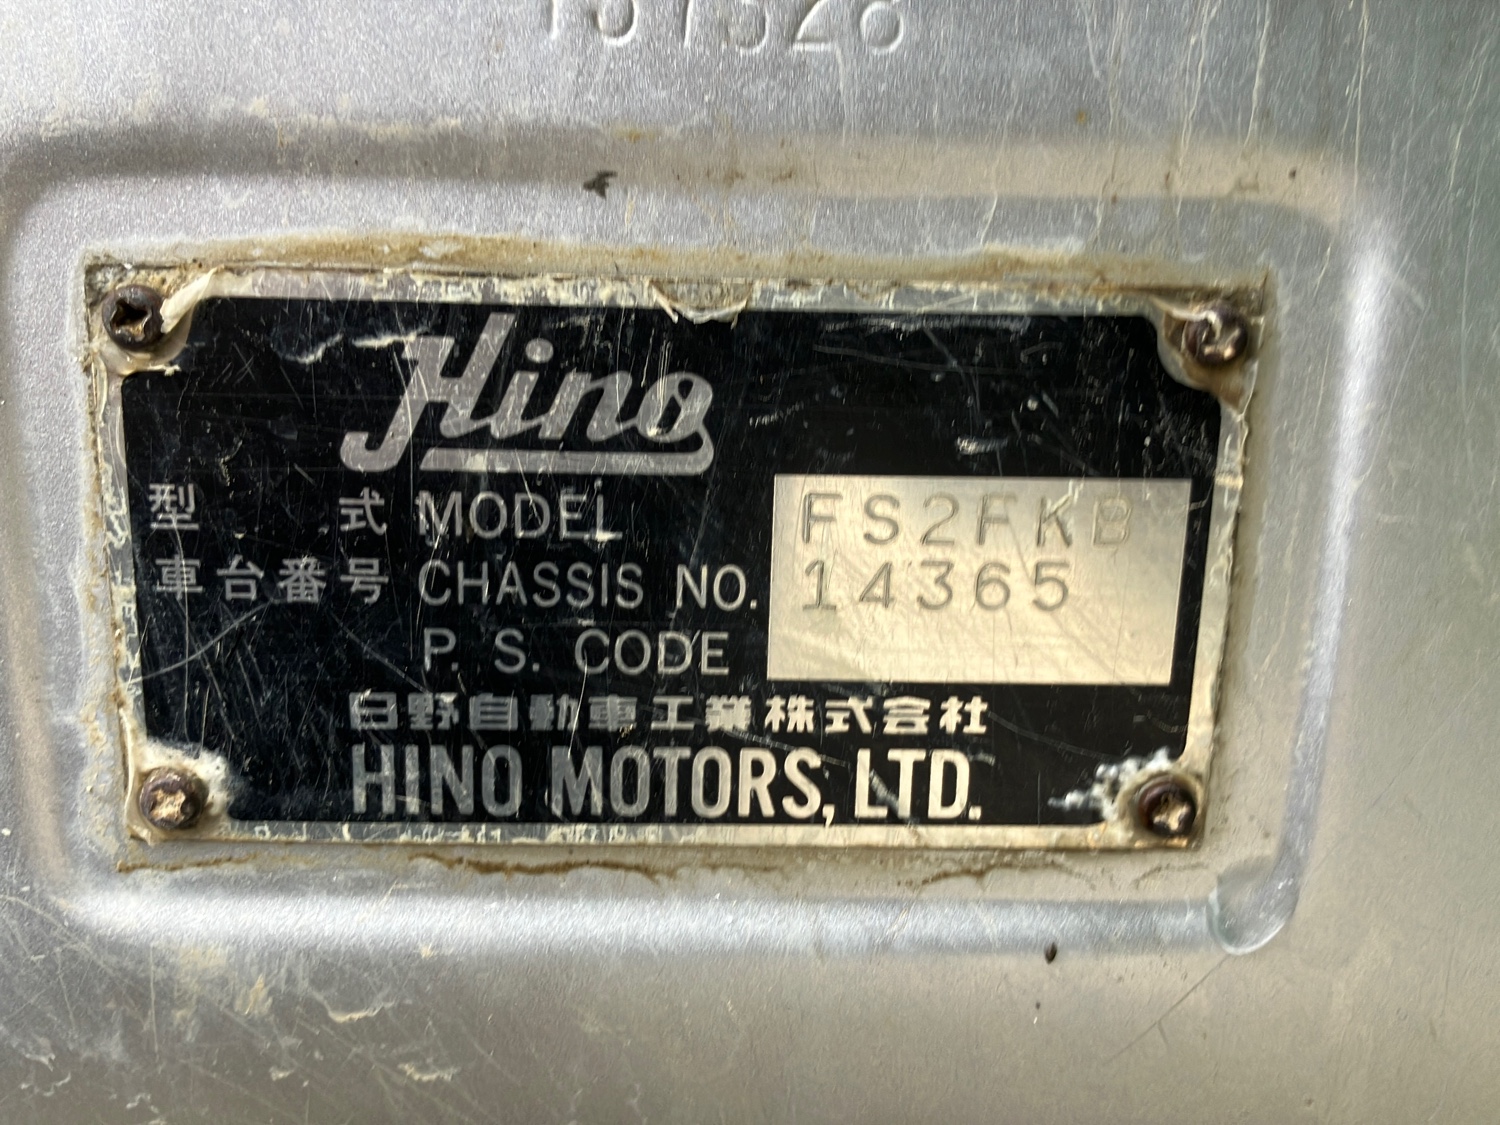 Hino
型 式 MODEL FS2FKB
車台番号 CHASSIS NO. 14365
P. S. CODE
日野自動車工業株式会社
HINO MOTORS, LTD.